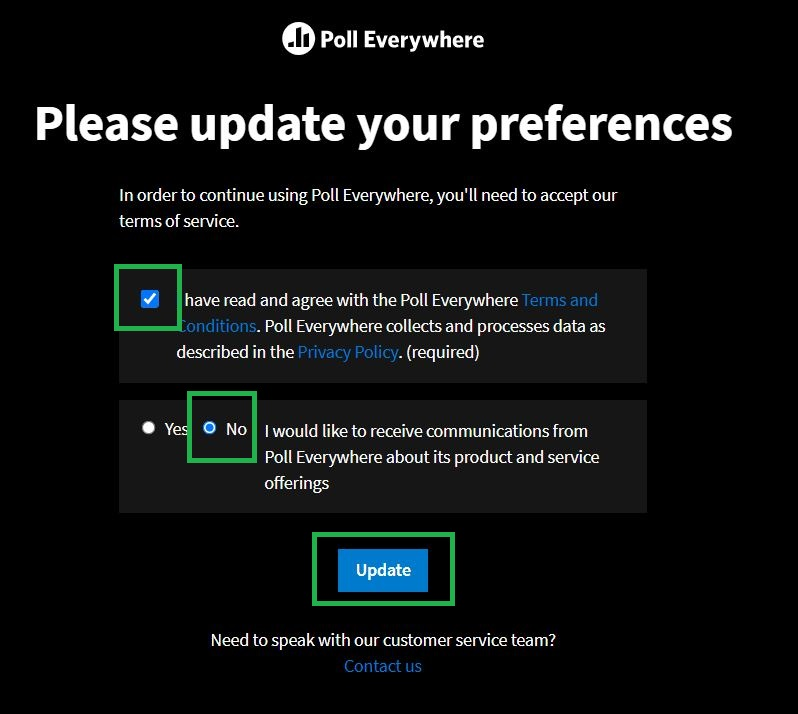 Poll Everywhere
Please update your preferences
In order to continue using Poll Everywhere, you'll need to accept our
terms of service.
have read and agree with the Poll Everywhere Terms and
Conditions. Poll Everywhere collects and processes data as
described in the Privacy Policy. (required)
Yes No I would like to receive communications from
Poll Everywhere about its product and service
offerings
Update
Need to speak with our customer service team?
Contact us